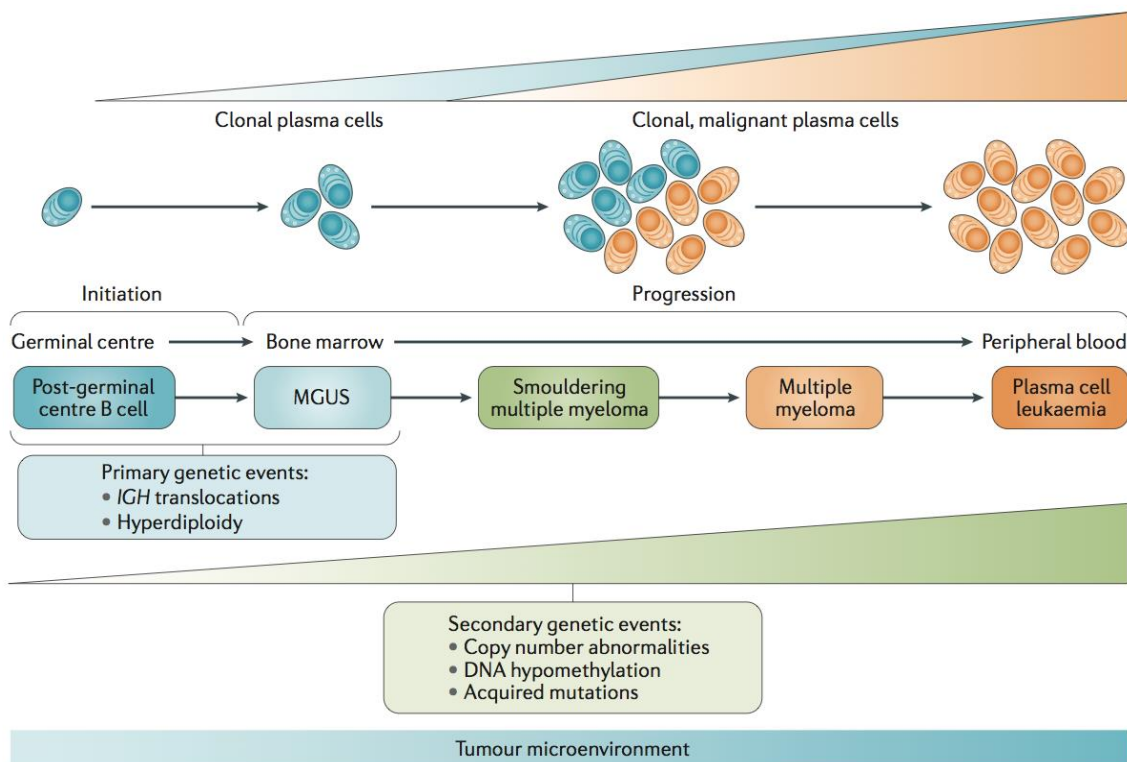 Clonal plasma cells
Clonal, malignant plasma cells
Initiation
Progression
Germinal centre
Bone marrow
Peripheral blood
Post-germinal
centre B cell
MGUS
Smouldering
multiple myeloma
Multiple
myeloma
Plasma cell
leukaemia
Primary genetic events:
• IGH translocations
• Hyperdiploidy
Secondary genetic events:
• Copy number abnormalities
• DNA hypomethylation
• Acquired mutations
Tumour microenvironment